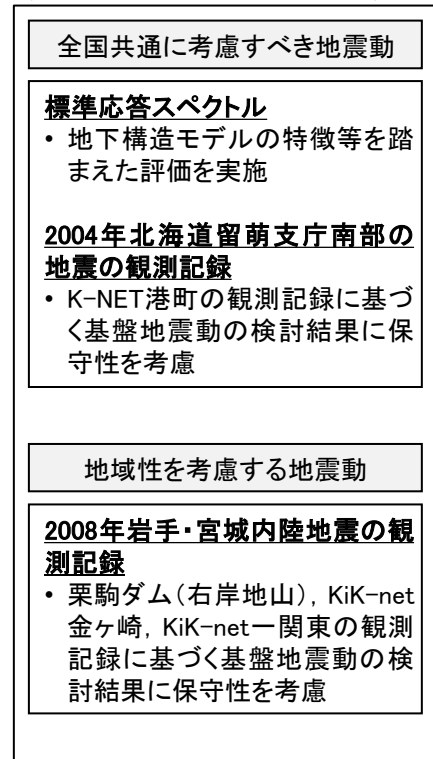 全国共通に考慮すべき地震動
標準応答スペクトル
• 地下構造モデルの特徴等を踏
まえた評価を実施
2004年北海道留萌支庁南部の
地震の観測記録
• K-NET港町の観測記録に基づ
く基盤地震動の検討結果に保
守性を考慮
地域性を考慮する地震動
2008年岩手・宮城内陸地震の観
測記録
• 栗駒ダム（右岸地山），KiK-net
金ヶ崎，KiK-net一関東の観測
記録に基づく基盤地震動の検
討結果に保守性を考慮